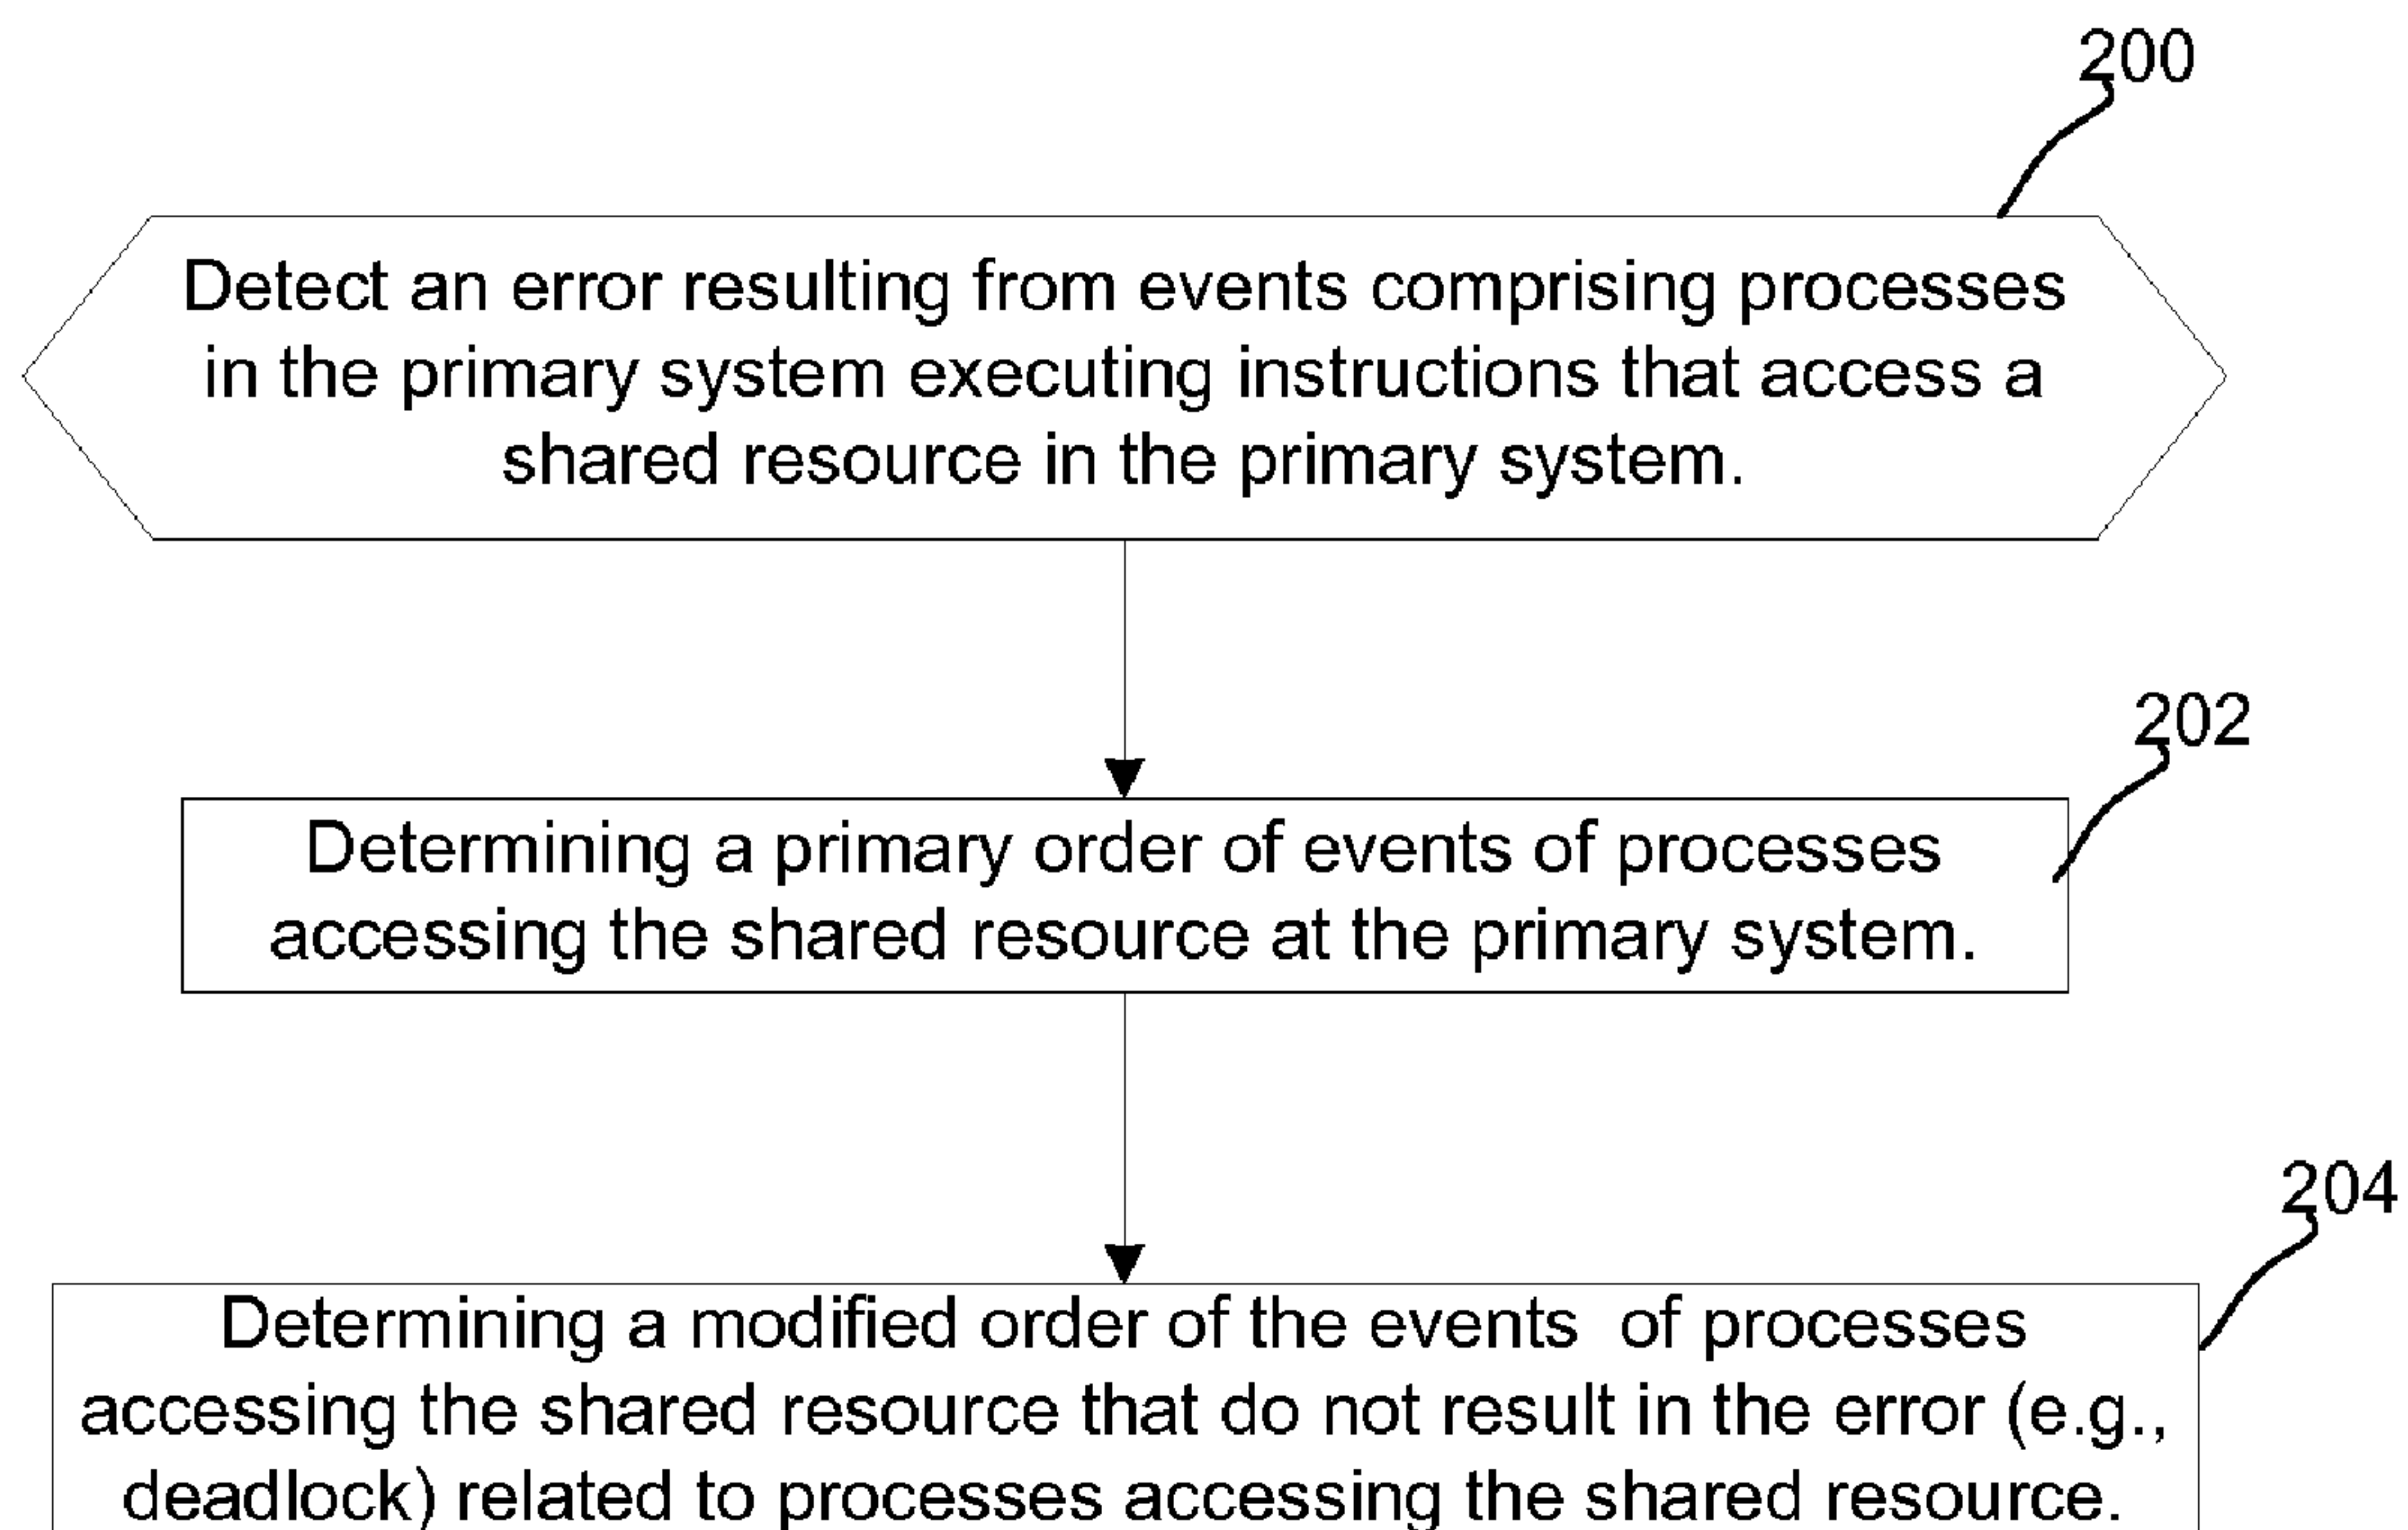 200
Detect an error resulting from events comprising processes
in the primary system executing instructions that access a
shared resource in the primary system.
202
Determining a primary order of events of processes
accessing the shared resource at the primary system.
204
Determining a modified order of the events of processes
accessing the shared resource that do not result in the error (e.g.,
deadlock) related to processes accessing the shared resource.